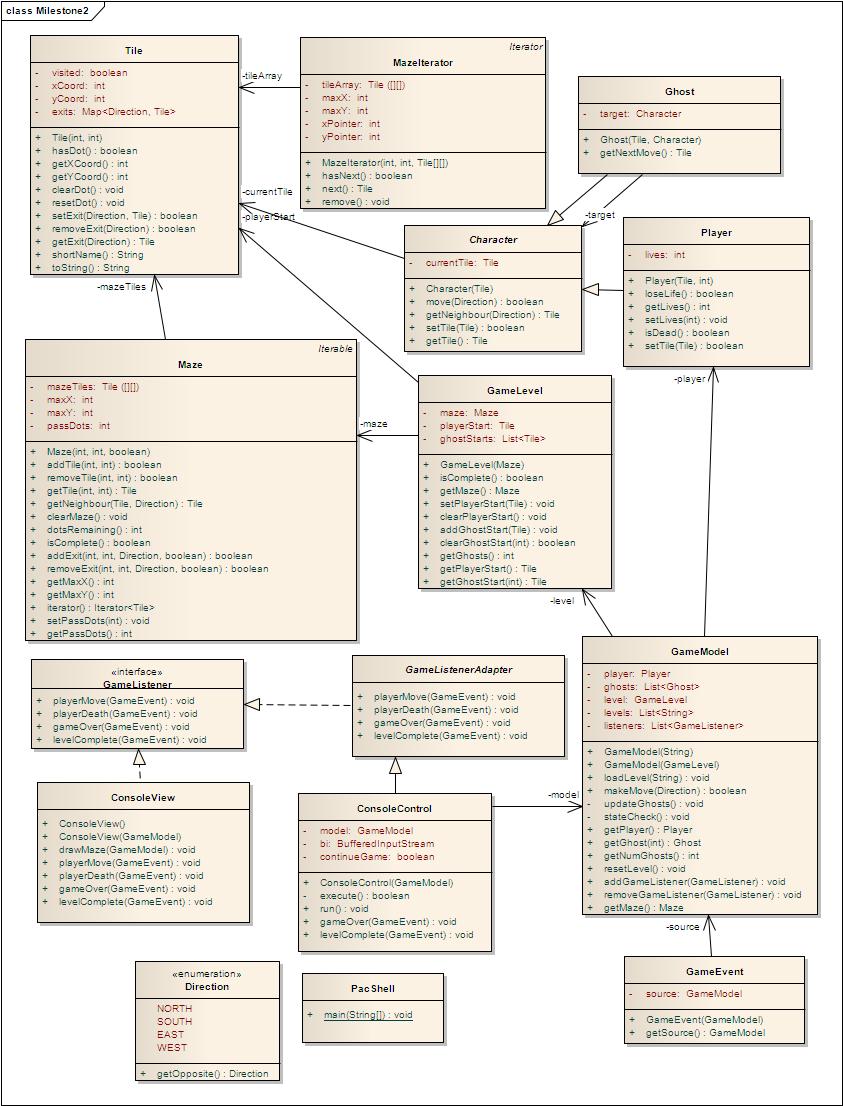 class Milestone2
Tile
- visited: boolean
- xCoord: int
- yCoord: int
- exits: Map<Direction, Tile>
+ Tile(int, int)
+ hasDot() : boolean
+ getXCoord() : int
+ getYCoord() : int
+ clearDot() : void
+ resetDot() : void
+ setExit(Direction, Tile) : boolean
+ removeExit(Direction) : boolean
+ getExit(Direction) : Tile
+ shortName() : String
+ toString() : String
-tileArray
Iterator
MazeIterator
- tileArray: Tile ([][])
- maxX: int
- maxY: int
- xPointer: int
- yPointer: int
+ MazeIterator(int, int, Tile[][])
+ hasNext() : boolean
+ next() : Tile
+ remove() : void
Ghost
- target: Character
+ Ghost(Tile, Character)
+ getNextMove() : Tile
-currentTile
-playerStart
-target
Character
- currentTile: Tile
+ Character(Tile)
+ move(Direction) : boolean
+ getNeighbour(Direction) : Tile
+ setTile(Tile) : boolean
+ getTile() : Tile
Player
- lives: int
+ Player(Tile, int)
+ loseLife() : boolean
+ getLives() : int
+ setLives(int) : void
+ isDead() : boolean
+ setTile(Tile) : boolean
-mazeTiles
Iterable
Maze
- mazeTiles: Tile ([][])
- maxX: int
- maxY: int
- passDots: int
+ Maze(int, int, boolean)
+ addTile(int, int) : boolean
+ removeTile(int, int) : boolean
+ getTile(int, int) : Tile
+ getNeighbour(Tile, Direction) : Tile
+ clearMaze() : void
+ dotsRemaining() : int
+ isComplete() : boolean
+ addExit(int, int, Direction, boolean) : boolean
+ removeExit(int, int, Direction, boolean) : boolean
+ getMaxX() : int
+ getMaxY() : int
+ iterator() : Iterator<Tile>
+ setPassDots(int) : void
+ getPassDots() : int
-maze
GameLevel
- maze: Maze
- playerStart: Tile
- ghostStarts: List<Tile>
+ GameLevel(Maze)
+ isComplete() : boolean
+ getMaze() : Maze
+ setPlayerStart(Tile) : void
+ clearPlayerStart() : void
+ addGhostStart(Tile) : void
+ clearGhostStart(int) : boolean
+ getGhosts() : int
+ getPlayerStart() : Tile
+ getGhostStart(int) : Tile
-player
-level
GameModel
- player: Player
- ghosts: List<Ghost>
- level: GameLevel
- levels: List<String>
- listeners: List<GameListener>
+ GameModel(String)
+ GameModel(GameLevel)
+ loadLevel(String) : void
+ makeMove(Direction) : boolean
- updateGhosts() : void
- stateCheck() : void
+ getPlayer() : Player
+ getGhost(int) : Ghost
+ getNumGhosts() : int
+ resetLevel() : void
+ addGameListener(GameListener) : void
+ removeGameListener(GameListener) : void
+ getMaze() : Maze
«interface»
GameListener
+ playerMove(GameEvent) : void
+ playerDeath(GameEvent) : void
+ gameOver(GameEvent) : void
+ levelComplete(GameEvent) : void
GameListenerAdapter
+ playerMove(GameEvent) : void
+ playerDeath(GameEvent) : void
+ gameOver(GameEvent) : void
+ levelComplete(GameEvent) : void
ConsoleView
+ ConsoleView()
+ ConsoleView(GameModel)
+ drawMaze(GameModel) : void
+ playerMove(GameEvent) : void
+ playerDeath(GameEvent) : void
+ gameOver(GameEvent) : void
+ levelComplete(GameEvent) : void
ConsoleControl
- model: GameModel
- bi: BufferedInputStream
- continueGame: boolean
+ ConsoleControl(GameModel)
- execute() : boolean
+ run() : void
+ gameOver(GameEvent) : void
+ levelComplete(GameEvent) : void
-model
-source
GameEvent
- source: GameModel
+ GameEvent(GameModel)
+ getSource() : GameModel
«enumeration»
Direction
NORTH
SOUTH
EAST
WEST
+ getOpposite() : Direction
PacShell
+ main(String[]) : void